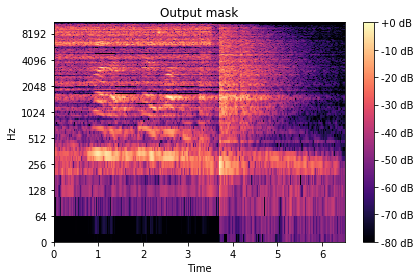 Output mask
Hz
8192
4096
2048
1024
512
256
128
64
0
0 1 2 3 4 5 6
Time
+0 dB
-10 dB
-20 dB
-30 dB
-40 dB
-50 dB
-60 dB
-70 dB
-80 dB